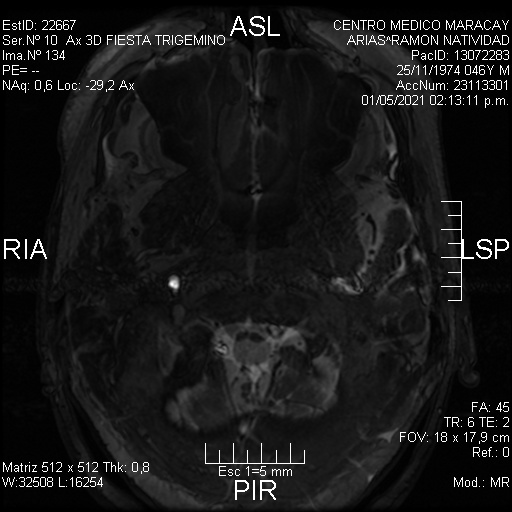 EstID: 22667
Ser.Nº 10 Ax 3D FIESTA TRIGEMINO
Ima.Nº 134
PE= --
NAq: 0,6 Loc: -29,2 Ax
ASL
CENTRO MEDICO MARACAY
ARIAS^RAMON NATIVIDAD
PacID: 13072283
25/11/1974 046Y M
AccNum: 23113301
01/05/2021 02:13:11 p.m.
RIA
LSP
Matriz 512 x 512 Thk: 0,8
W:32508 L:16254
Esc 1=5 mm
PIR
FA: 45
TR: 6 TE: 2
FOV: 18 x 17,9 cm
Ref.: 0
Mod.: MR